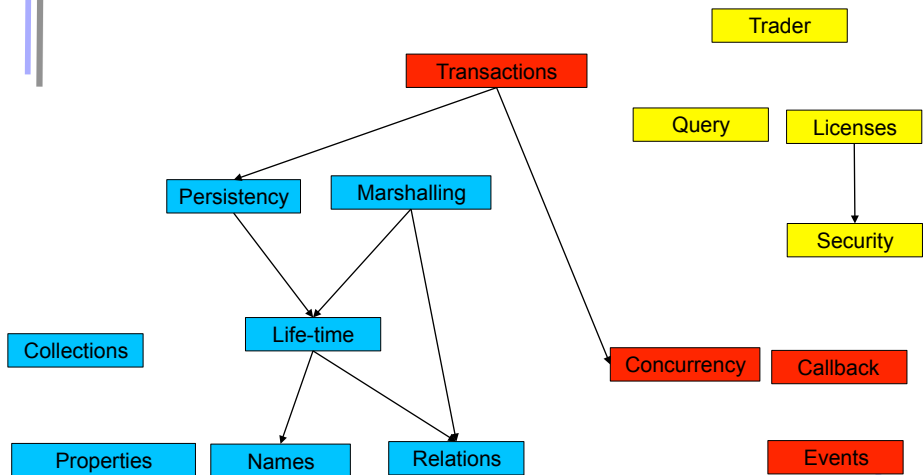 Trader
Transactions
Query
Licenses
Persistency
Marshalling
Security
Life-time
Collections
Concurrency
Callback
Properties
Names
Relations
Events